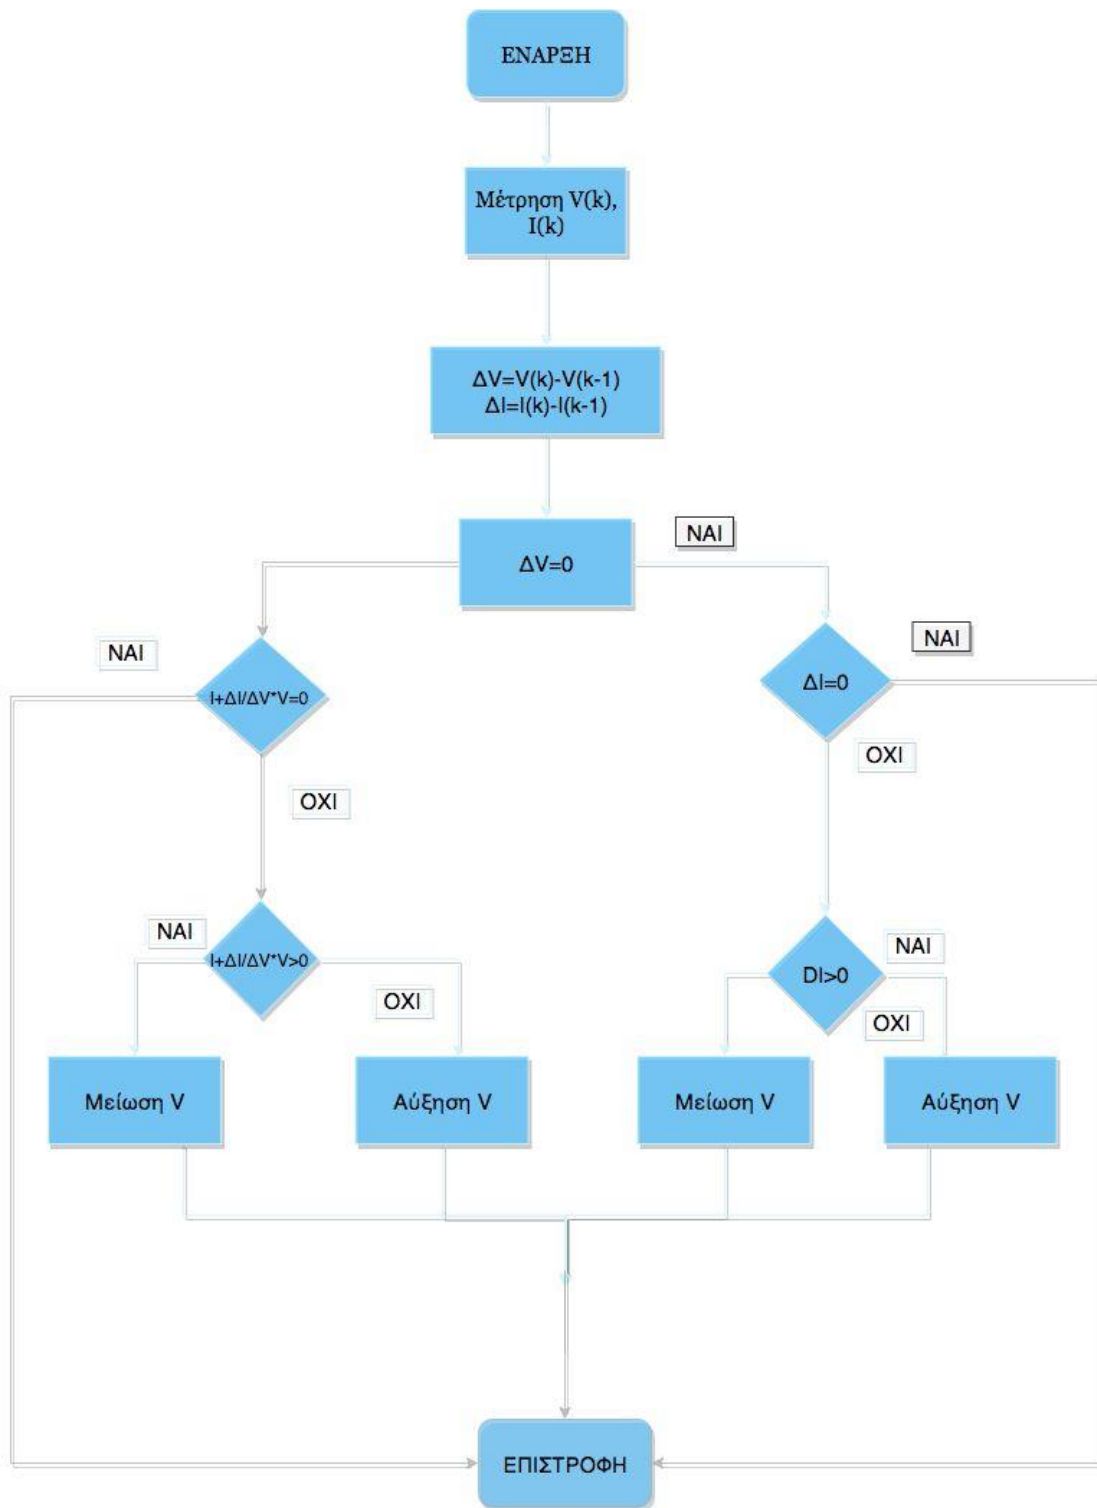 ΕΝΑΡΞΗ
Μέτρηση V(k),
I(k)
ΔV=V(k)-V(k-1)
ΔI=I(k)-I(k-1)
ΔV=0
ΝΑΙ
ΝΑΙ
I+ΔI/ΔV*V=0
ΔI=0
ΝΑΙ
ΟΧΙ
ΟΧΙ
ΝΑΙ
I+ΔI/ΔV*V>0
ΟΧΙ
DI>0
ΝΑΙ
ΟΧΙ
Μείωση V
Αύξηση V
Μείωση V
Αύξηση V
ΕΠΙΣΤΡΟΦΗ